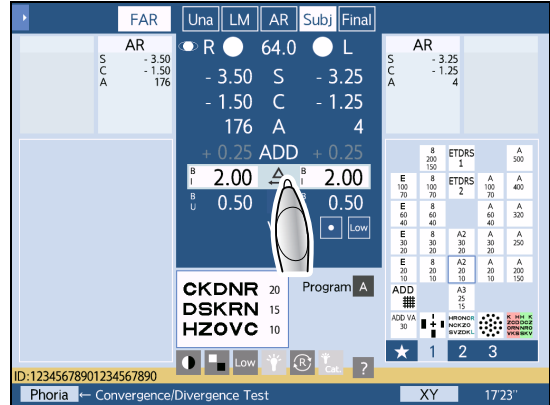 FAR
Una LM AR Subj Final
AR
S - 3.50
C - 1.50
A 176
R 64.0 L
- 3.50 S - 3.25
- 1.50 C - 1.25
176 A 4
+ 0.25 ADD + 0.25
B I 2.00 B I 2.00
B U 0.50 0.50
Low
AR
S - 3.25
C - 1.25
A 4
8 200 150 ETDRS 1 A 500
E 100 70 8 100 70 ETDRS 2 A 100 70 A 400
E 60 40 8 60 40 A 60 40 A 320
E 30 20 8 30 20 A2 30 20 A 30 20 A 250
E 20 10 8 20 10 A2 20 10 A 20 10 A 200 150
ADD A3 25 15
ADD VA 30 HRONCR NCKZO SVZDKL
1 2 3
CKDNR 20
DSKRN 15
HZOVC 10
Program A
Low R Cat. ?
ID:12345678901234567890
Phoria ← Convergence/Divergence Test XY 17'23''